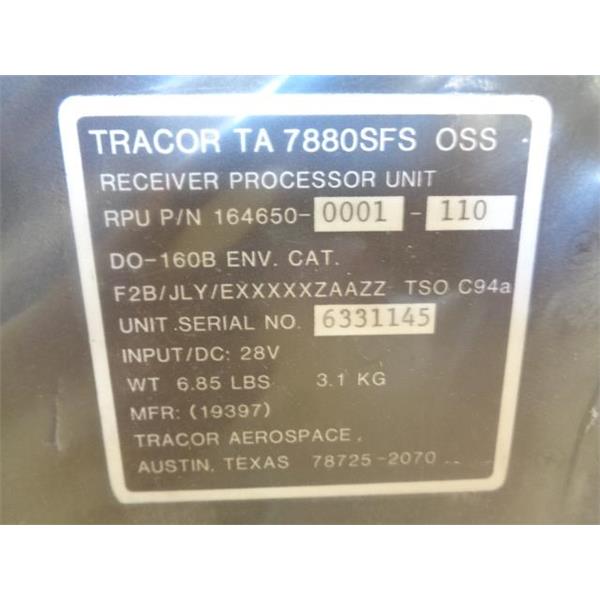 TRACOR TA 7880SFS OSS
RECEIVER PROCESSOR UNIT
RPU P/N 164650-0001-110
DO-160B ENV. CAT.
F2B/JLY/EXXXXXZAAZZ TSO C94a
UNIT SERIAL NO. 6331145
INPUT/DC: 28V
WT 6.85 LBS 3.1 KG
MFR: (19397)
TRACOR AEROSPACE,
AUSTIN, TEXAS 78725-2070